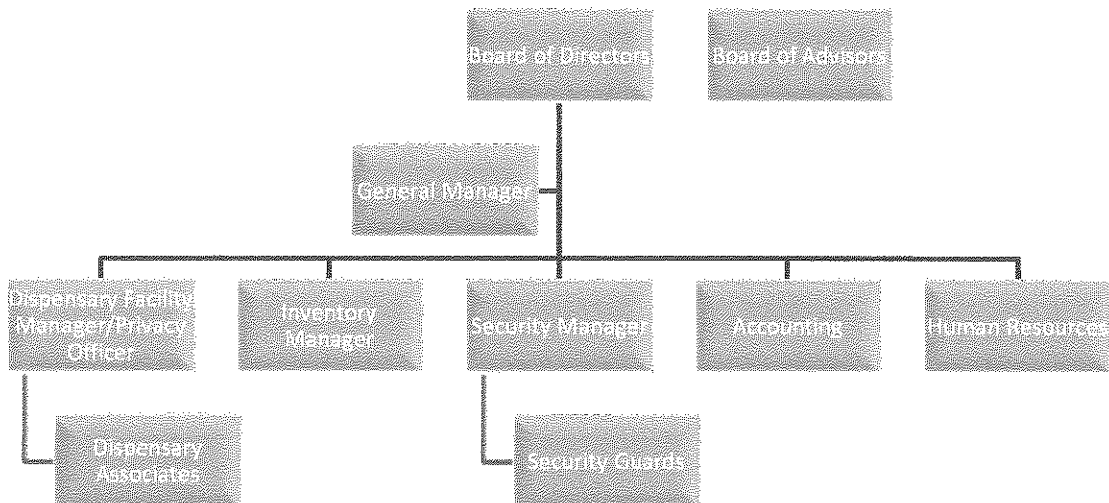 Board of Directors
Board of Advisors
General Manager
Dispensary Facility
Manager/Privacy
Officer
Inventory
Manager
Security Manager
Accounting
Human Resources
Dispensary
Associates
Security Guards